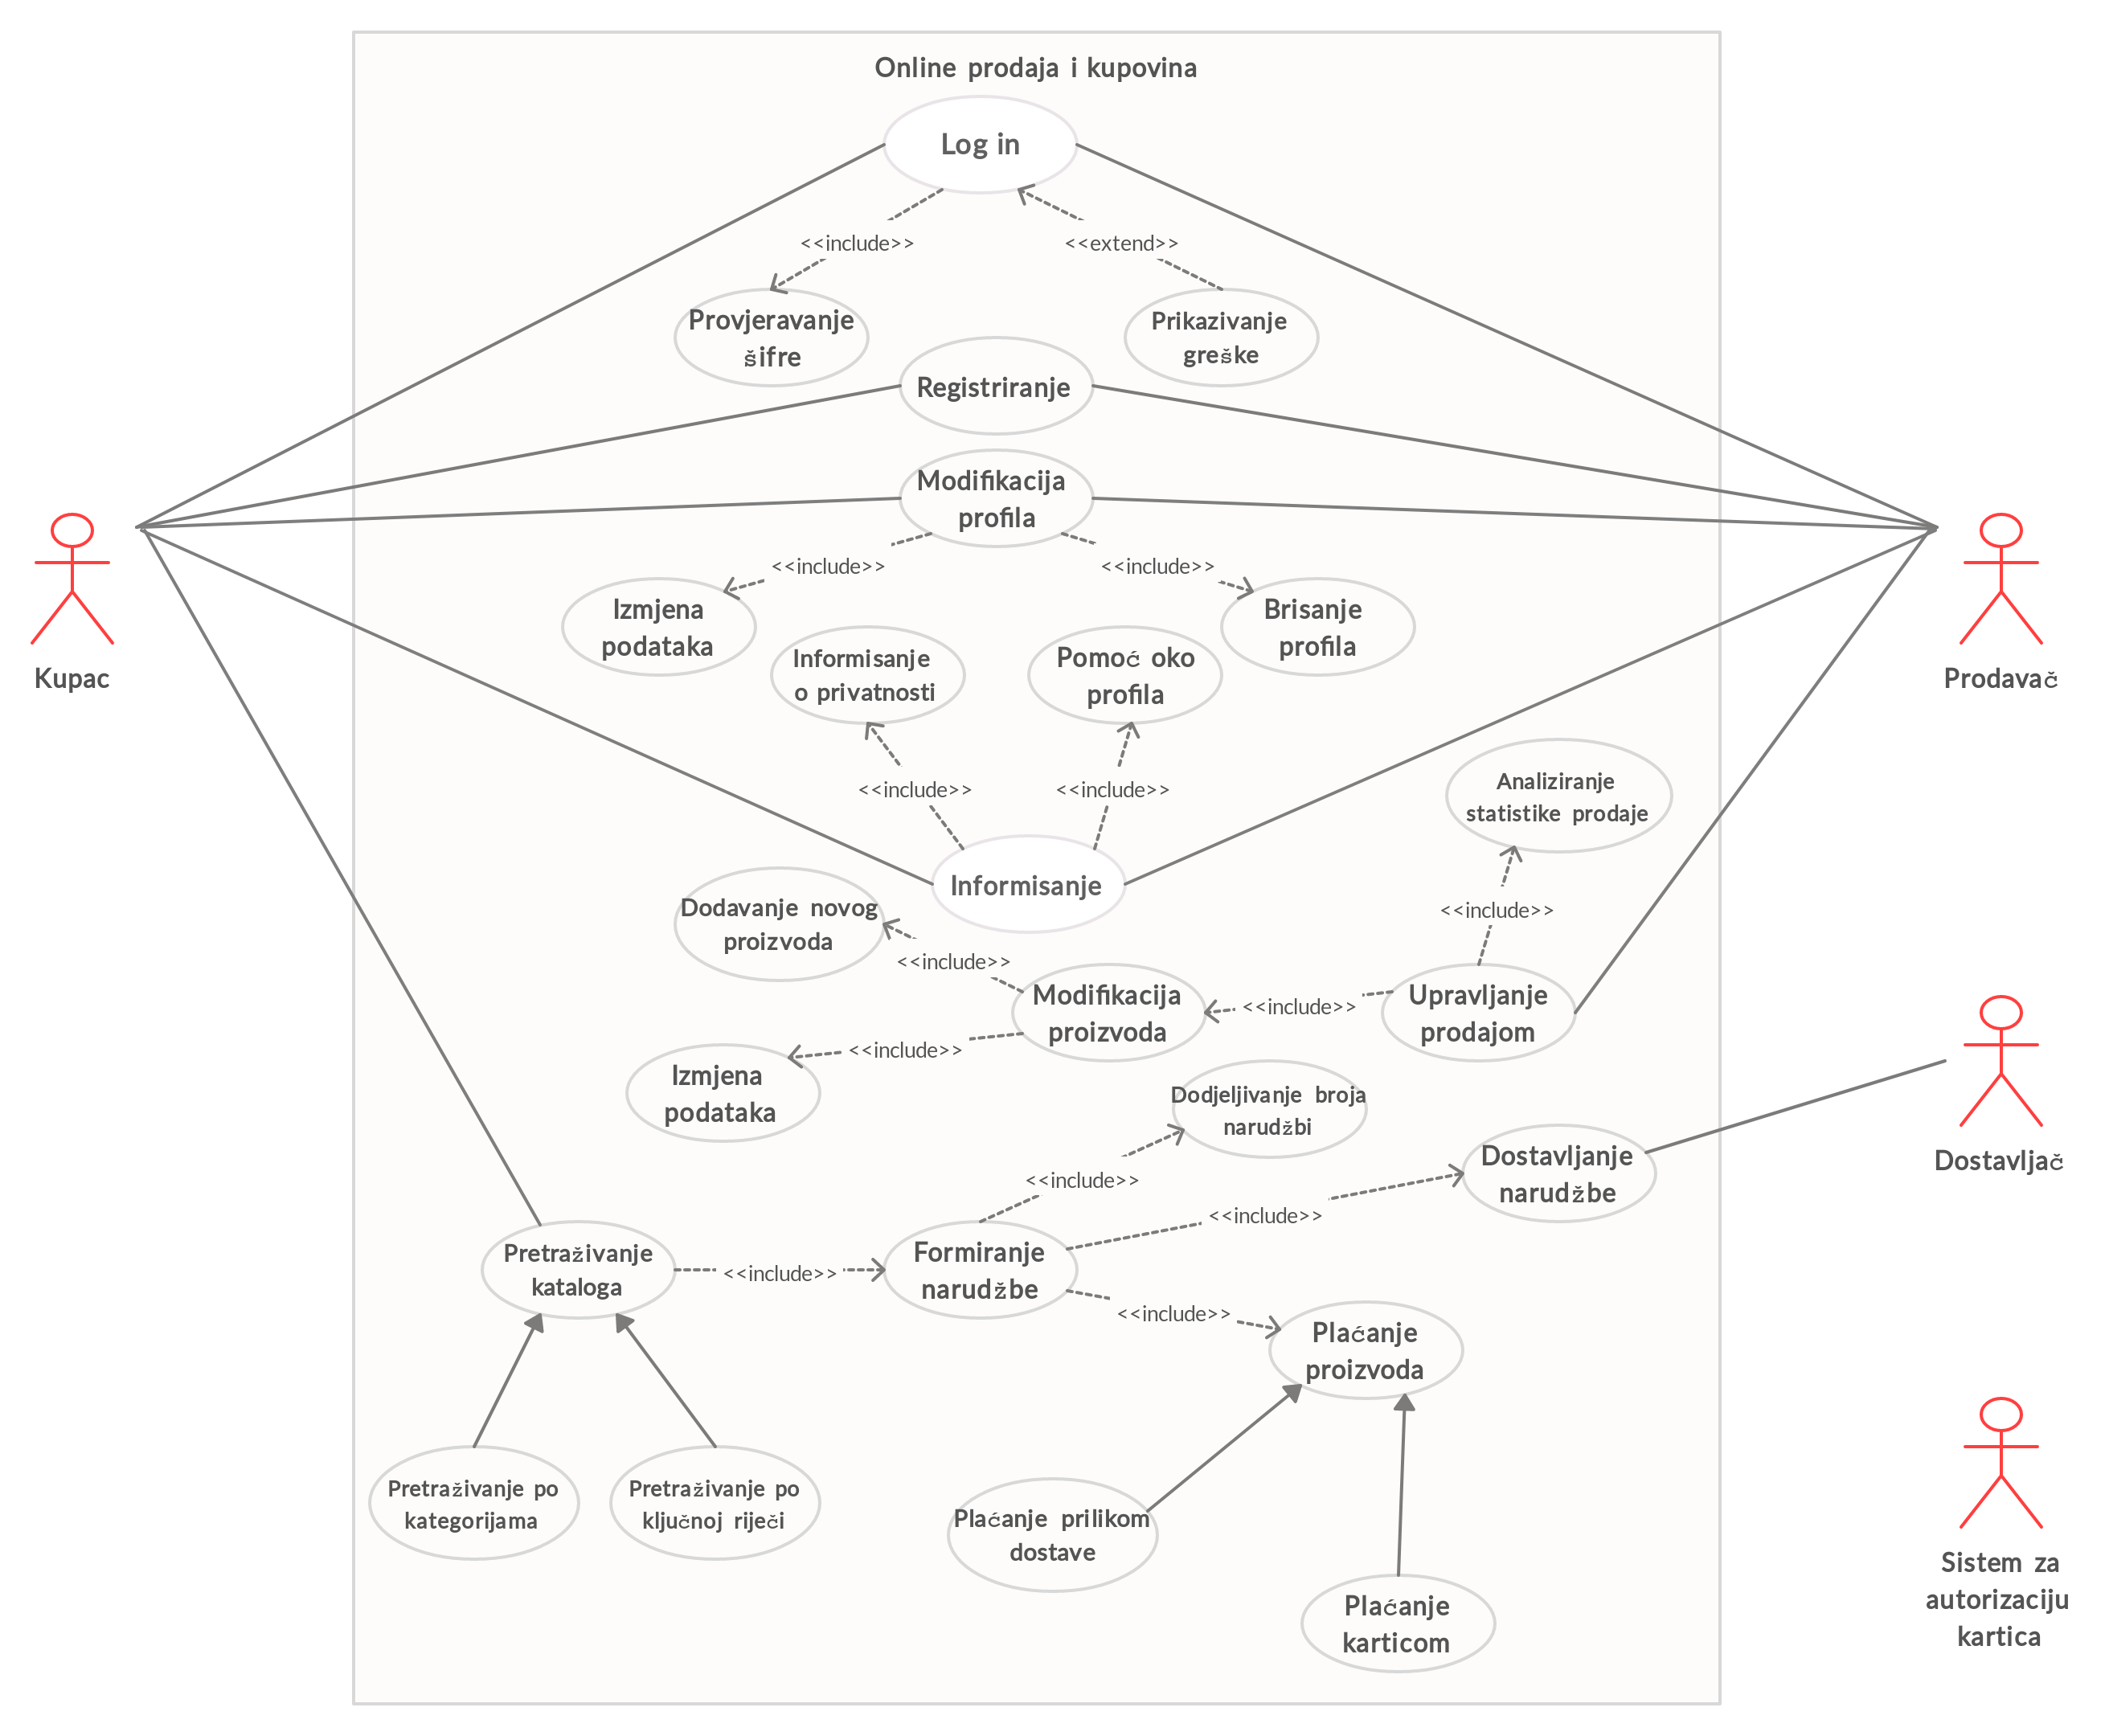 Online prodaja i kupovina
Log in
<<include>>
<<extend>>
Provjeravanje
šifre
Prikazivanje
greške
Registriranje
Modifikacija
profila
<<include>>
<<include>>
Izmjena
podataka
Brisanje
profila
Informisanje
o privatnosti
Pomoć oko
profila
Kupac
Prodavač
<<include>>
<<include>>
Analiziranje
statistike prodaje
Informisanje
<<include>>
Dodavanje novog
proizvoda
<<include>>
Modifikacija
proizvoda
<<include>>
Upravljanje
prodajom
<<include>>
Izmjena
podataka
Dodjeljivanje broja
narudžbi
<<include>>
Dostavljanje
narudžbe
Dostavljač
<<include>>
Pretraživanje
kataloga
<<include>>
Formiranje
narudžbe
<<include>>
Plaćanje
proizvoda
Pretraživanje po
kategorijama
Pretraživanje po
ključnoj riječi
Plaćanje prilikom
dostave
Plaćanje
karticom
Sistem za
autorizaciju
kartica